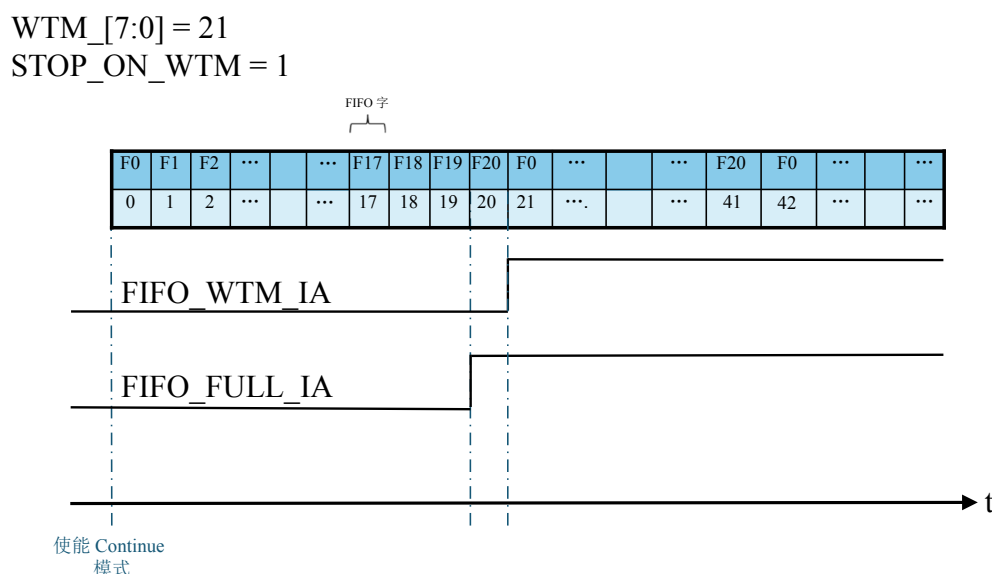 WTM_[7:0] = 21
STOP_ON_WTM = 1
FIFO 字
F0 F1 F2 ··· ··· F17 F18 F19 F20 F0 ··· ··· F20 F0 ··· ···
0 1 2 ··· ··· 17 18 19 20 21 ···. ··· 41 42 ··· ···
FIFO_WTM_IA
FIFO_FULL_IA
t
使能 Continue
模式